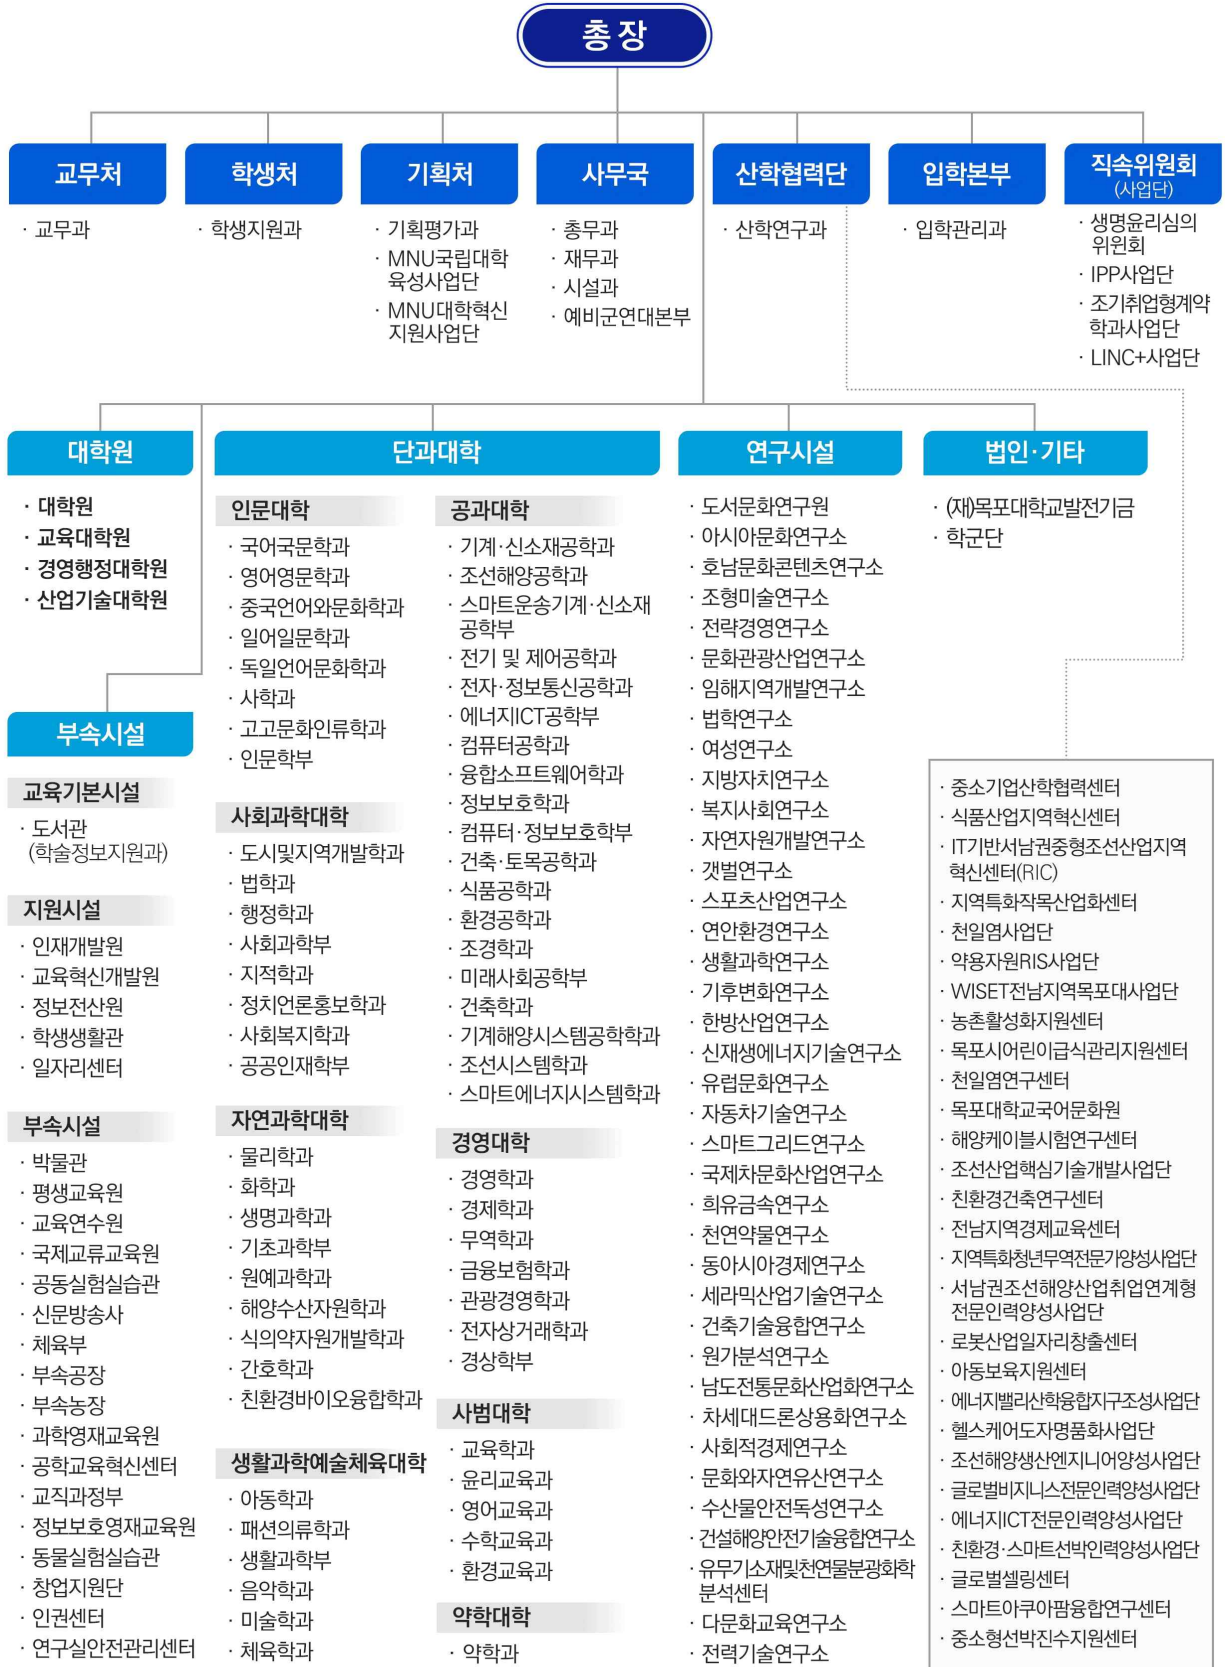 총장
교무처
· 교무과
학생처
· 학생지원과
기획처
· 기획평가과
· MNU국립대학
육성사업단
· MNU대학혁신
지원사업단
사무국
· 총무과
· 재무과
· 시설과
· 예비군연대본부
산학협력단
· 산학연구과
입학본부
· 입학관리과
직속위원회
(사업단)
· 생명윤리심의
위원회
· IPP사업단
· 조기취업형계약
학과사업단
· LINC+사업단
대학원
· 대학원
· 교육대학원
· 경영행정대학원
· 산업기술대학원
부속시설
교육기본시설
· 도서관
(학술정보지원과)
지원시설
· 인재개발원
· 교육혁신개발원
· 정보전산원
· 학생생활관
· 일자리센터
부속시설
· 박물관
· 평생교육원
· 교육연수원
· 국제교류교육원
· 공동실험실습관
· 신문방송사
· 체육부
· 부속공장
· 부속농장
· 과학영재교육원
· 공학교육혁신센터
· 교직과정부
· 정보보호영재교육원
· 동물실험실습관
· 창업지원단
· 인권센터
· 연구실안전관리센터
단과대학
인문대학
· 국어국문학과
· 영어영문학과
· 중국언어와문화학과
· 일어일문학과
· 독일언어문화학과
· 사학과
· 고고문화인류학과
· 인문학부
사회과학대학
· 도시및지역개발학과
· 법학과
· 행정학과
· 사회과학부
· 지적학과
· 정치언론홍보학과
· 사회복지학과
· 공공인재학부
자연과학대학
· 물리학과
· 화학과
· 생명과학과
· 기초과학부
· 원예과학과
· 해양수산자원학과
· 식의약자원개발학과
· 간호학과
· 친환경바이오융합학과
생활과학예술체육대학
· 아동학과
· 패션의류학과
· 생활과학부
· 음악학과
· 미술학과
· 체육학과
공과대학
· 기계·신소재공학과
· 조선해양공학과
· 스마트운송기계·신소재
공학부
· 전기 및 제어공학과
· 전자·정보통신공학과
· 에너지ICT공학부
· 컴퓨터공학과
· 융합소프트웨어학과
· 정보보호학과
· 컴퓨터·정보보호학부
· 건축·토목공학과
· 식품공학과
· 환경공학과
· 조경학과
· 미래사회공학부
· 건축학과
· 기계해양시스템공학학과
· 조선시스템학과
· 스마트에너지시스템학과
경영대학
· 경영학과
· 경제학과
· 무역학과
· 금융보험학과
· 관광경영학과
· 전자상거래학과
· 경상학부
사범대학
· 교육학과
· 윤리교육과
· 영어교육과
· 수학교육과
· 환경교육과
약학대학
· 약학과
연구시설
· 도서문화연구원
· 아시아문화연구소
· 호남문화콘텐츠연구소
· 조형미술연구소
· 전략경영연구소
· 문화관광산업연구소
· 임해지역개발연구소
· 법학연구소
· 여성연구소
· 지방자치연구소
· 복지사회연구소
· 자연자원개발연구소
· 갯벌연구소
· 스포츠산업연구소
· 연안환경연구소
· 생활과학연구소
· 기후변화연구소
· 한방산업연구소
· 신재생에너지기술연구소
· 유럽문화연구소
· 자동차기술연구소
· 스마트그리드연구소
· 국제차문화산업연구소
· 희유금속연구소
· 천연약물연구소
· 동아시아경제연구소
· 세라믹산업기술연구소
· 건축기술융합연구소
· 원가분석연구소
· 남도전통문화산업화연구소
· 차세대드론상용화연구소
· 사회적경제연구소
· 문화와자연유산연구소
· 수산물안전독성연구소
· 건설해양안전기술융합연구소
· 유무기소재및천연물분광화학
분석센터
· 다문화교육연구소
· 전력기술연구소
법인·기타
· (재)목포대학교발전기금
· 학군단
· 중소기업산학협력센터
· 식품산업지역혁신센터
· IT기반서남권중형조선산업지역
혁신센터(RIC)
· 지역특화작목산업화센터
· 천일염사업단
· 약용자원RIS사업단
· WISET전남지역목포대사업단
· 농촌활성화지원센터
· 목포시어린이급식관리지원센터
· 천일염연구센터
· 목포대학교국어문화원
· 해양케이블시험연구센터
· 조선산업핵심기술개발사업단
· 친환경건축연구센터
· 전남지역경제교육센터
· 지역특화청년무역전문가양성사업단
· 서남권조선해양산업취업연계형
전문인력양성사업단
· 로봇산업일자리창출센터
· 아동보육지원센터
· 에너지밸리산학융합지구조성사업단
· 헬스케어도자명품화사업단
· 조선해양생산엔지니어양성사업단
· 글로벌비지니스전문인력양성사업단
· 에너지ICT전문인력양성사업단
· 친환경·스마트선박인력양성사업단
· 글로벌셀링센터
· 스마트아쿠아팜융합연구센터
· 중소형선박진수지원센터